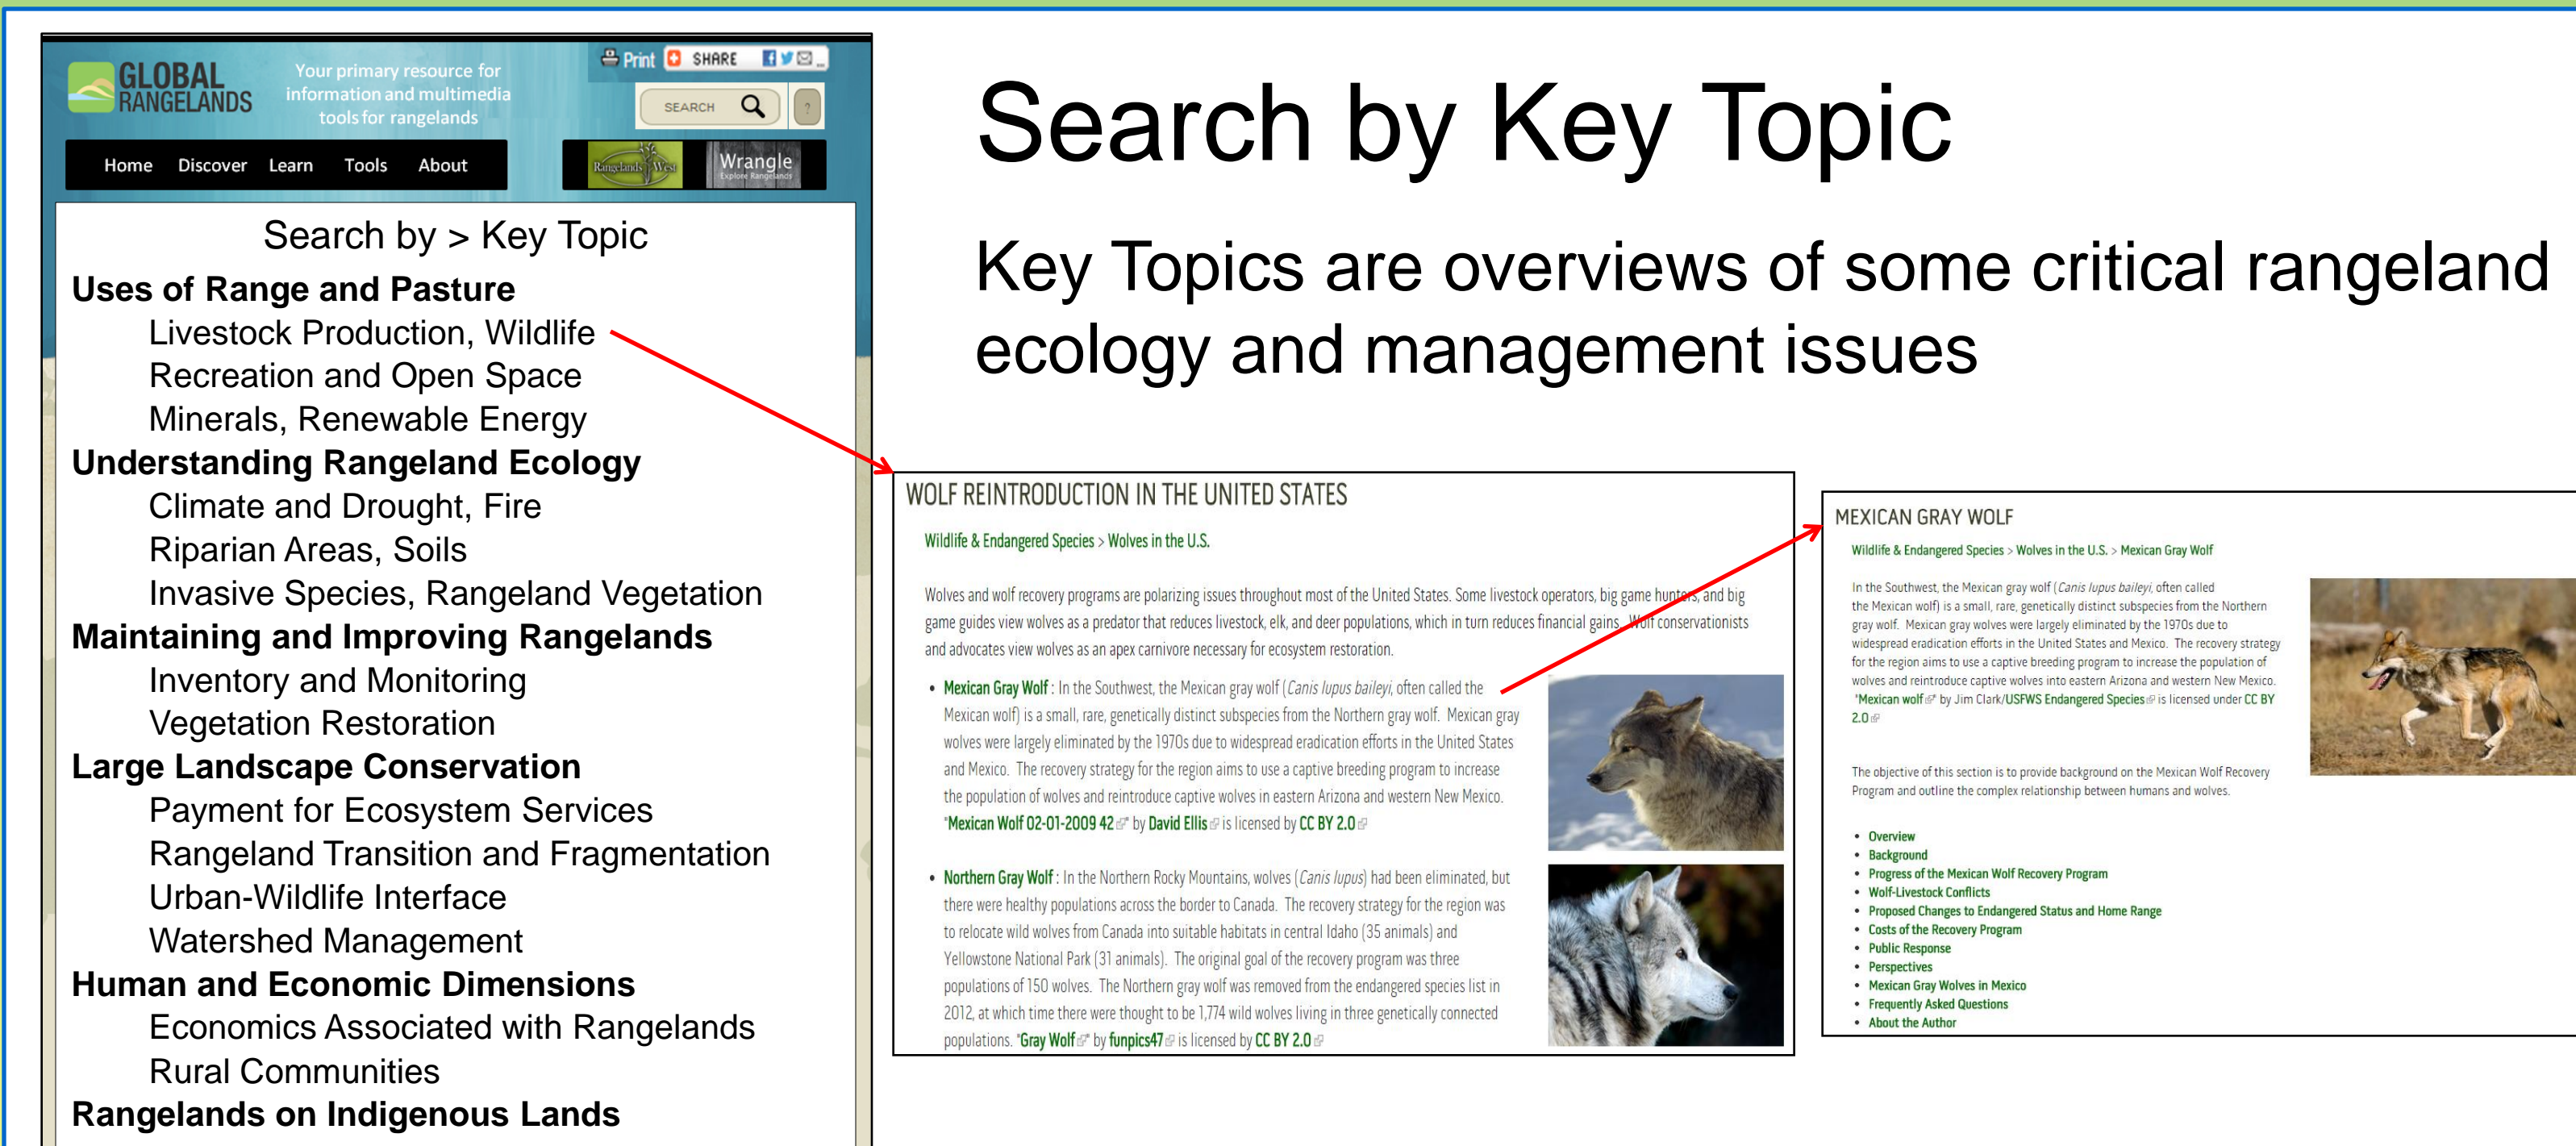 GLOBAL
RANGELANDS
Your primary resource for
information and multimedia
tools for rangelands
Print
SHARE
SEARCH
?
Home Discover Learn Tools About
Rangelands West
Wrangle
Explore Rangelands
Search by > Key Topic
Uses of Range and Pasture
Livestock Production, Wildlife
Recreation and Open Space
Minerals, Renewable Energy
Understanding Rangeland Ecology
Climate and Drought, Fire
Riparian Areas, Soils
Invasive Species, Rangeland Vegetation
Maintaining and Improving Rangelands
Inventory and Monitoring
Vegetation Restoration
Large Landscape Conservation
Payment for Ecosystem Services
Rangeland Transition and Fragmentation
Urban-Wildlife Interface
Watershed Management
Human and Economic Dimensions
Economics Associated with Rangelands
Rural Communities
Rangelands on Indigenous Lands
Search by Key Topic
Key Topics are overviews of some critical rangeland
ecology and management issues
WOLF REINTRODUCTION IN THE UNITED STATES
Wildlife & Endangered Species > Wolves in the U.S.
Wolves and wolf recovery programs are polarizing issues throughout most of the United States. Some livestock operators, big game hunters, and big
game guides view wolves as a predator that reduces livestock, elk, and deer populations, which in turn reduces financial gains. Wolf conservationists
and advocates view wolves as an apex carnivore necessary for ecosystem restoration.
• Mexican Gray Wolf : In the Southwest, the Mexican gray wolf (Canis lupus baileyi, often called the
Mexican wolf) is a small, rare, genetically distinct subspecies from the Northern gray wolf. Mexican gray
wolves were largely eliminated by the 1970s due to widespread eradication efforts in the United States
and Mexico. The recovery strategy for the region aims to use a captive breeding program to increase
the population of wolves and reintroduce captive wolves in eastern Arizona and western New Mexico.
"Mexican Wolf 02-01-2009 42" by David Ellis is licensed by CC BY 2.0
• Northern Gray Wolf : In the Northern Rocky Mountains, wolves (Canis lupus) had been eliminated, but
there were healthy populations across the border to Canada. The recovery strategy for the region was
to relocate wild wolves from Canada into suitable habitats in central Idaho (35 animals) and
Yellowstone National Park (31 animals). The original goal of the recovery program was three
populations of 150 wolves. The Northern gray wolf was removed from the endangered species list in
2012, at which time there were thought to be 1,774 wild wolves living in three genetically connected
populations. "Gray Wolf" by funpics47 is licensed by CC BY 2.0
MEXICAN GRAY WOLF
Wildlife & Endangered Species > Wolves in the U.S. > Mexican Gray Wolf
In the Southwest, the Mexican gray wolf (Canis lupus baileyi, often called
the Mexican wolf) is a small, rare, genetically distinct subspecies from the Northern
gray wolf. Mexican gray wolves were largely eliminated by the 1970s due to
widespread eradication efforts in the United States and Mexico. The recovery strategy
for the region aims to use a captive breeding program to increase the population of
wolves and reintroduce captive wolves into eastern Arizona and western New Mexico.
"Mexican wolf" by Jim Clark/USFWS Endangered Species is licensed under CC BY
2.0
The objective of this section is to provide background on the Mexican Wolf Recovery
Program and outline the complex relationship between humans and wolves.
• Overview
• Background
• Progress of the Mexican Wolf Recovery Program
• Wolf-Livestock Conflicts
• Proposed Changes to Endangered Status and Home Range
• Costs of the Recovery Program
• Public Response
• Perspectives
• Mexican Gray Wolves in Mexico
• Frequently Asked Questions
• About the Author